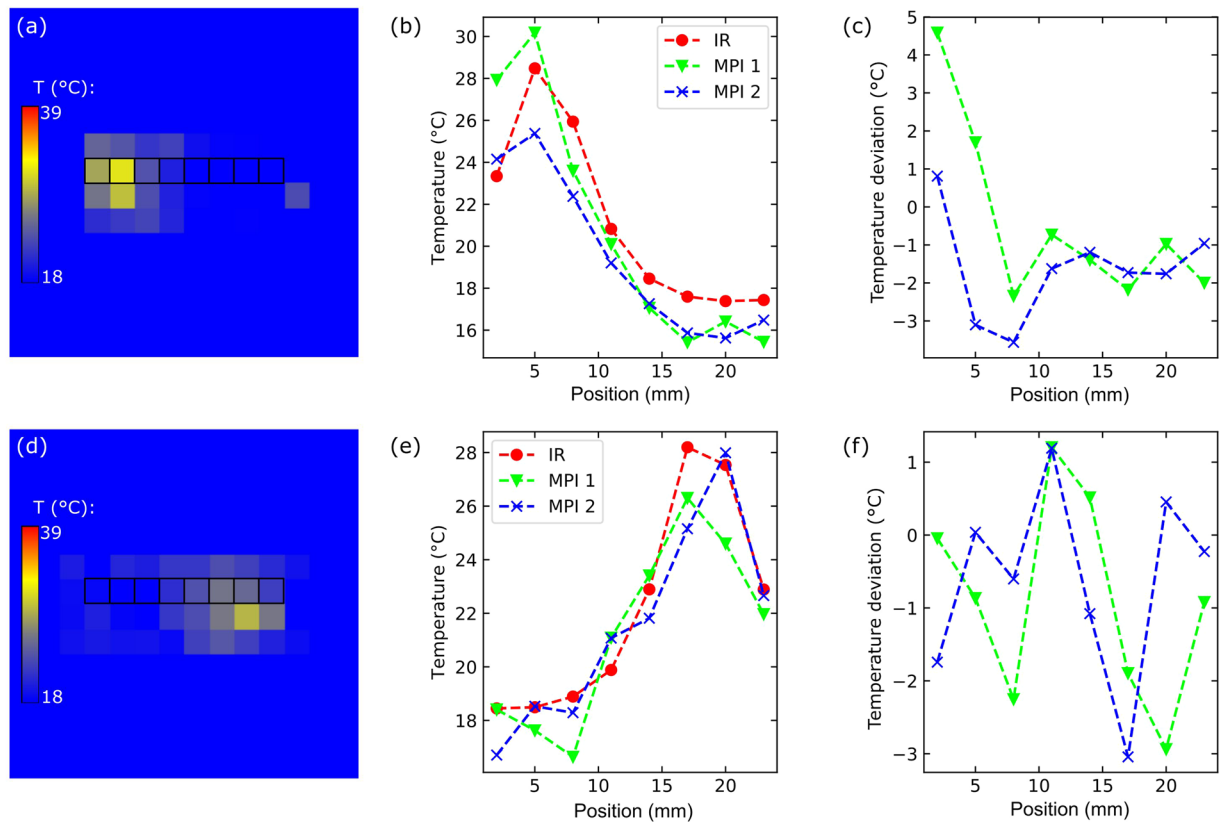 (a)
T (°C):
39
18
(b)
30
28
26
24
22
20
18
16
Temperature (°C)
IR
MPI 1
MPI 2
5 10 15 20
Position (mm)
(c)
5
4
3
2
1
0
−1
−2
−3
Temperature deviation (°C)
5 10 15 20
Position (mm)
(d)
T (°C):
39
18
(e)
28
26
24
22
20
18
Temperature (°C)
IR
MPI 1
MPI 2
5 10 15 20
Position (mm)
(f)
1
0
−1
−2
−3
Temperature deviation (°C)
5 10 15 20
Position (mm)